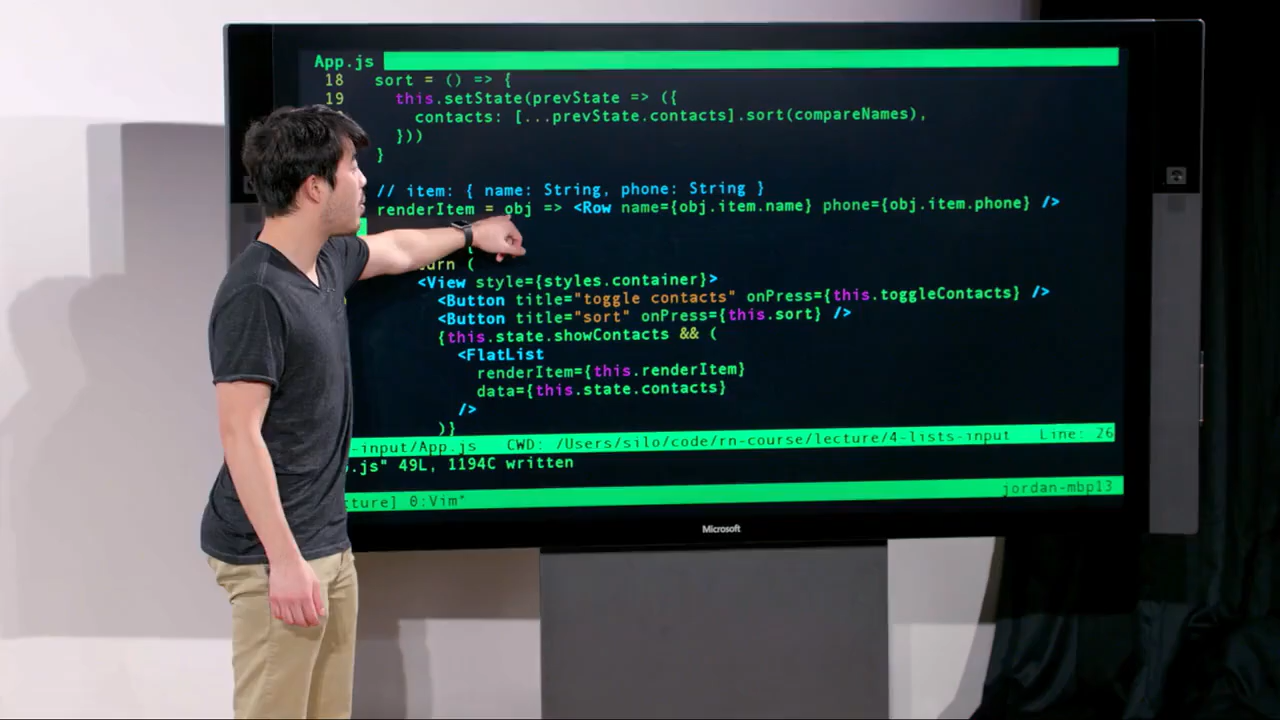 App.js
18 sort = () => {
19 this.setState(prevState => ({
contacts: [...prevState.contacts].sort(compareNames),
}))
}
// item: { name: String, phone: String }
renderItem = obj => <Row name={obj.item.name} phone={obj.item.phone} />
{
urn (
<View style={styles.container}>
<Button title="toggle contacts" onPress={this.toggleContacts} />
<Button title="sort" onPress={this.sort} />
{this.state.showContacts && (
<FlatList
renderItem={this.renderItem}
data={this.state.contacts}
/>
)}
-input/App.js CWD: /Users/silo/code/rn-course/lecture/4-lists-input Line: 26
.js" 49L, 1194C written
ture] 0:Vim* jordan-mbp13
Microsoft